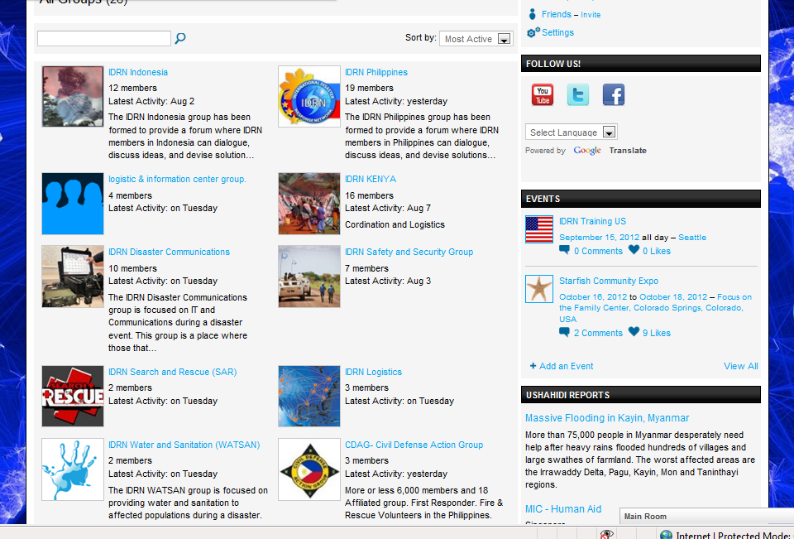 All Groups (20)
Sort by: Most Active
IDRN Indonesia
12 members
Latest Activity: Aug 2
The IDRN Indonesia group has been
formed to provide a forum where IDRN
members in Indonesia can dialogue,
discuss ideas, and devise solution…
IDRN Philippines
19 members
Latest Activity: yesterday
The IDRN Philippines group has been
formed to provide a forum where IDRN
members in Philippines can dialogue,
discuss ideas, and devise solutions…
IDRN
logistic & information center group.
4 members
Latest Activity: on Tuesday
IDRN KENYA
16 members
Latest Activity: Aug 7
Cordination and Logistics
IDRN Disaster Communications
10 members
Latest Activity: on Tuesday
The IDRN Disaster Communications
group is focused on IT and
Communications during a disaster
event. This group is a place where
those that…
IDRN Safety and Security Group
7 members
Latest Activity: Aug 3
IDRN Search and Rescue (SAR)
2 members
Latest Activity: on Tuesday
SEARCH
RESCUE
IDRN Logistics
3 members
Latest Activity: on Tuesday
IDRN Water and Sanitation (WATSAN)
2 members
Latest Activity: on Tuesday
The IDRN WATSAN group is focused on
providing water and sanitation to
affected populations during a disaster.
CDAG- Civil Defense Action Group
3 members
Latest Activity: yesterday
More or less 6,000 members and 18
Affiliated group. First Responder. Fire &
Rescue Volunteers in the Philippines.
Friends – Invite
Settings
FOLLOW US!
You
Tube
Select Language
Powered by Google Translate
EVENTS
IDRN Training US
September 15, 2012 all day – Seattle
0 Comments 0 Likes
Starfish Community Expo
October 16, 2012 to October 18, 2012 – Focus on
the Family Center, Colorado Springs, Colorado,
USA
2 Comments 9 Likes
+ Add an Event View All
USHAHIDI REPORTS
Massive Flooding in Kayin, Myanmar
More than 75,000 people in Myanmar desperately need
help after heavy rains flooded hundreds of villages and
large swathes of farmland. The worst affected areas are
the Irrawaddy Delta, Pagu, Kayin, Mon and Taninthayi
regions.
MIC - Human Aid
Main Room
Internet | Protected Mode: